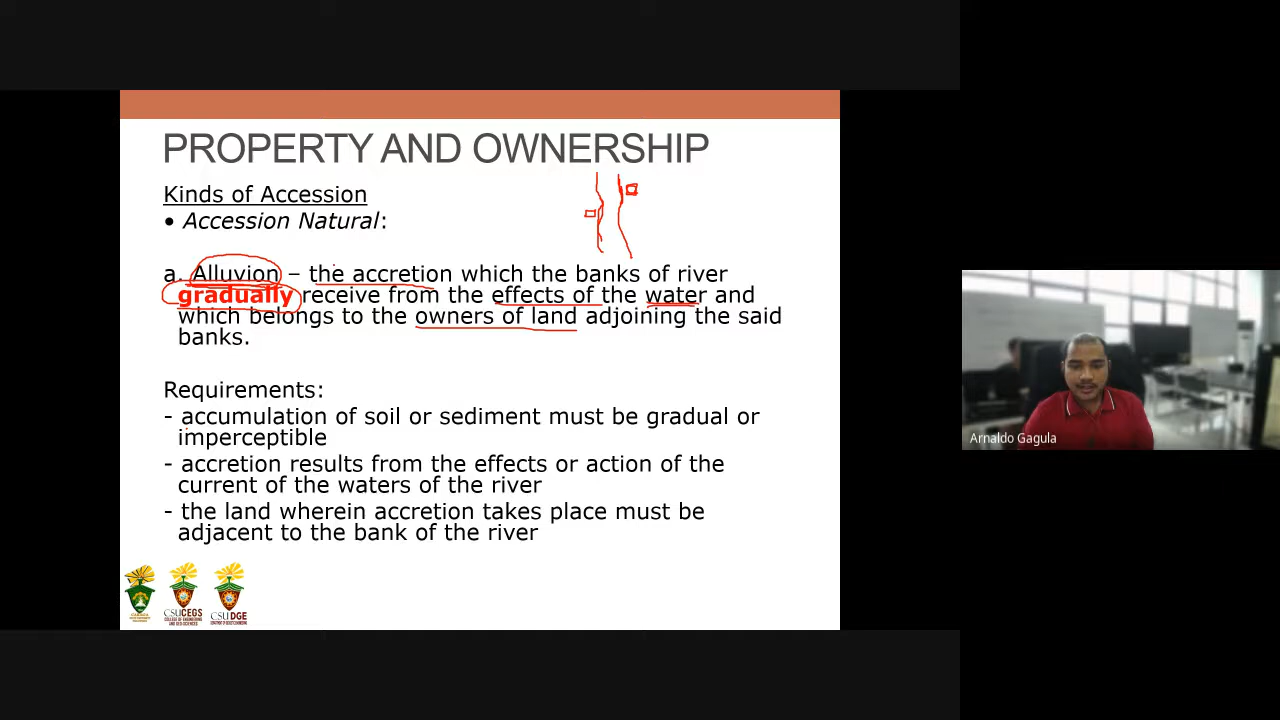 PROPERTY AND OWNERSHIP
Kinds of Accession
• Accession Natural:
a. Alluvion – the accretion which the banks of river
gradually receive from the effects of the water and
which belongs to the owners of land adjoining the said
banks.
Requirements:
- accumulation of soil or sediment must be gradual or
imperceptible
- accretion results from the effects or action of the
current of the waters of the river
- the land wherein accretion takes place must be
adjacent to the bank of the river
Arnaldo Gagula
CSUCEGS
CSU DGE